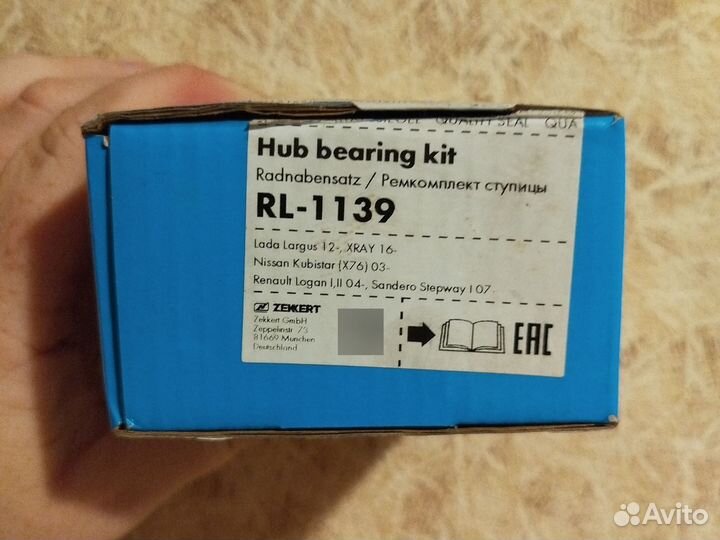 QUALITY SEAL QUA
Hub bearing kit
Radnabensatz / Ремкомплект ступицы
RL-1139
Lada Largus 12-, XRAY 16-
Nissan Kubistar (X76) 03-
Renault Logan I,II 04-, Sandero Stepway I 07
ZEKKERT
Zekkert GmbH
Zeppelinstr 73
81669 Munchen
Deutschland
EAC
Avito